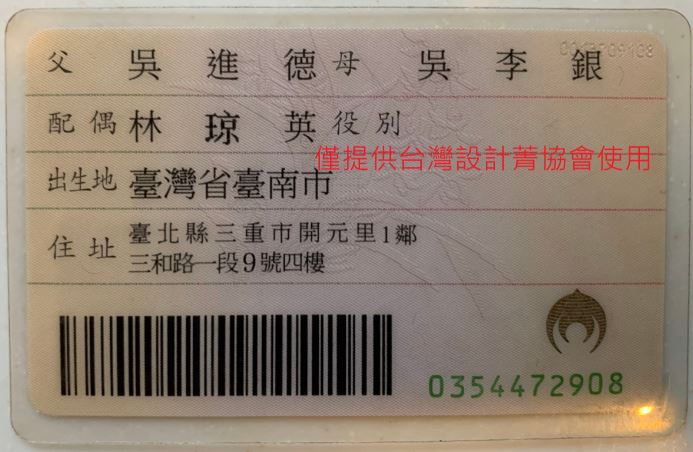 父 吳進德 母 吳李銀
配偶 林琼英 役別
僅提供台灣設計菁協會使用
出生地 臺灣省臺南市
住址 臺北縣三重市開元里1鄰
三和路一段9號四樓
0354472908